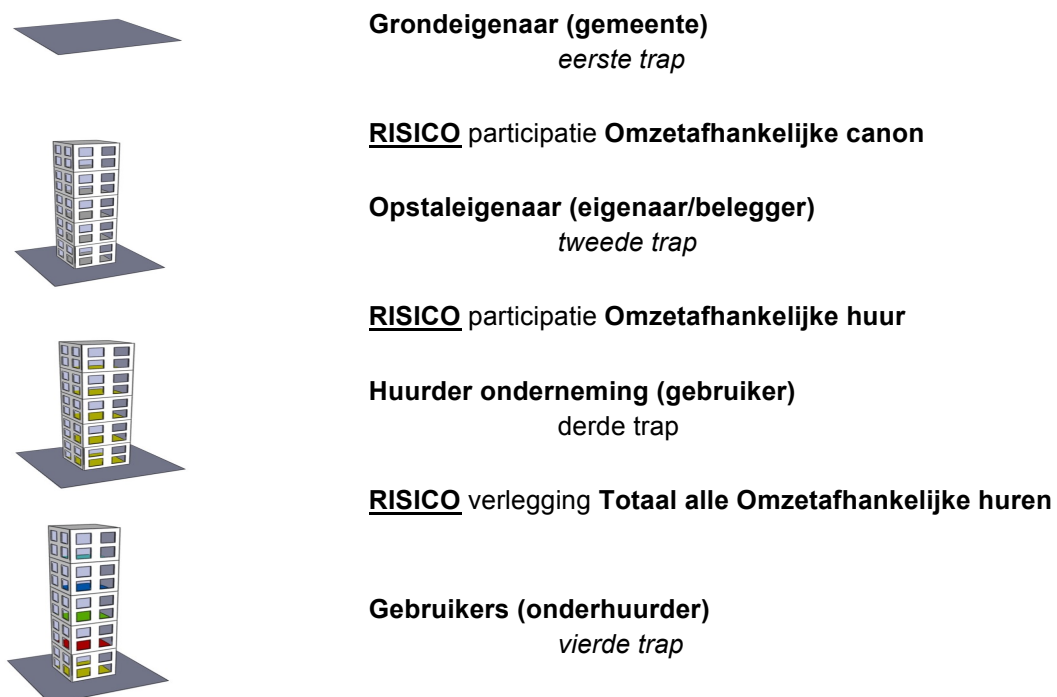 Grondeigenaar (gemeente)
eerste trap
RISICO participatie Omzetafhankelijke canon
Opstaleigenaar (eigenaar/belegger)
tweede trap
RISICO participatie Omzetafhankelijke huur
Huurder onderneming (gebruiker)
derde trap
RISICO verlegging Totaal alle Omzetafhankelijke huren
Gebruikers (onderhuurder)
vierde trap